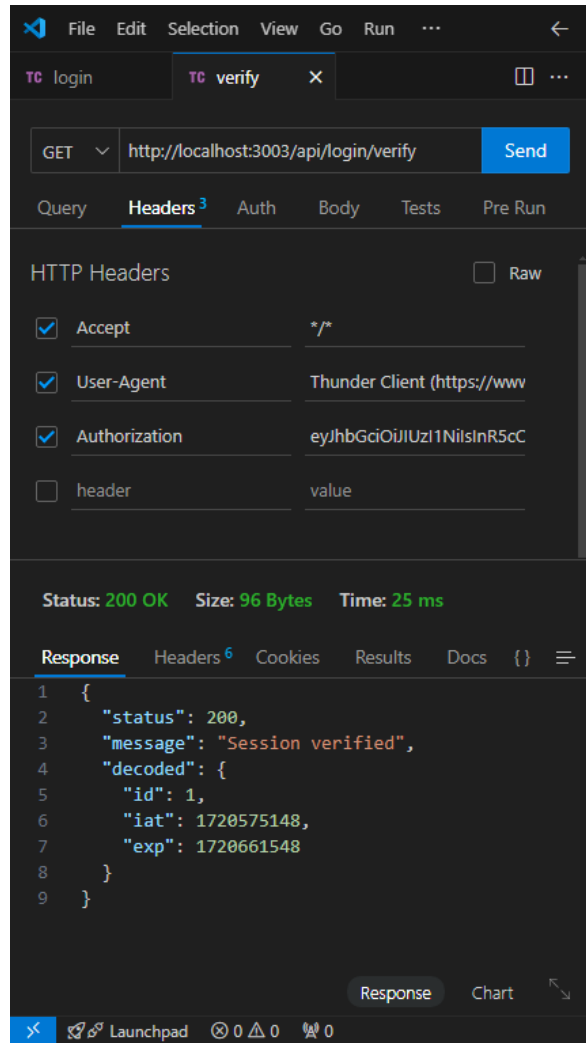 File Edit Selection View Go Run ... ←
TC login TC verify × ...
GET http://localhost:3003/api/login/verify Send
Query Headers 3 Auth Body Tests Pre Run
HTTP Headers Raw
Accept */*
User-Agent Thunder Client (https://www
Authorization eyJhbGciOiJIUzI1NiIsInR5cC
header value
Status: 200 OK Size: 96 Bytes Time: 25 ms
Response Headers 6 Cookies Results Docs {}
1 {
2 "status": 200,
3 "message": "Session verified",
4 "decoded": {
5 "id": 1,
6 "iat": 1720575148,
7 "exp": 1720661548
8 }
9 }
Response Chart
Launchpad 0 0 0